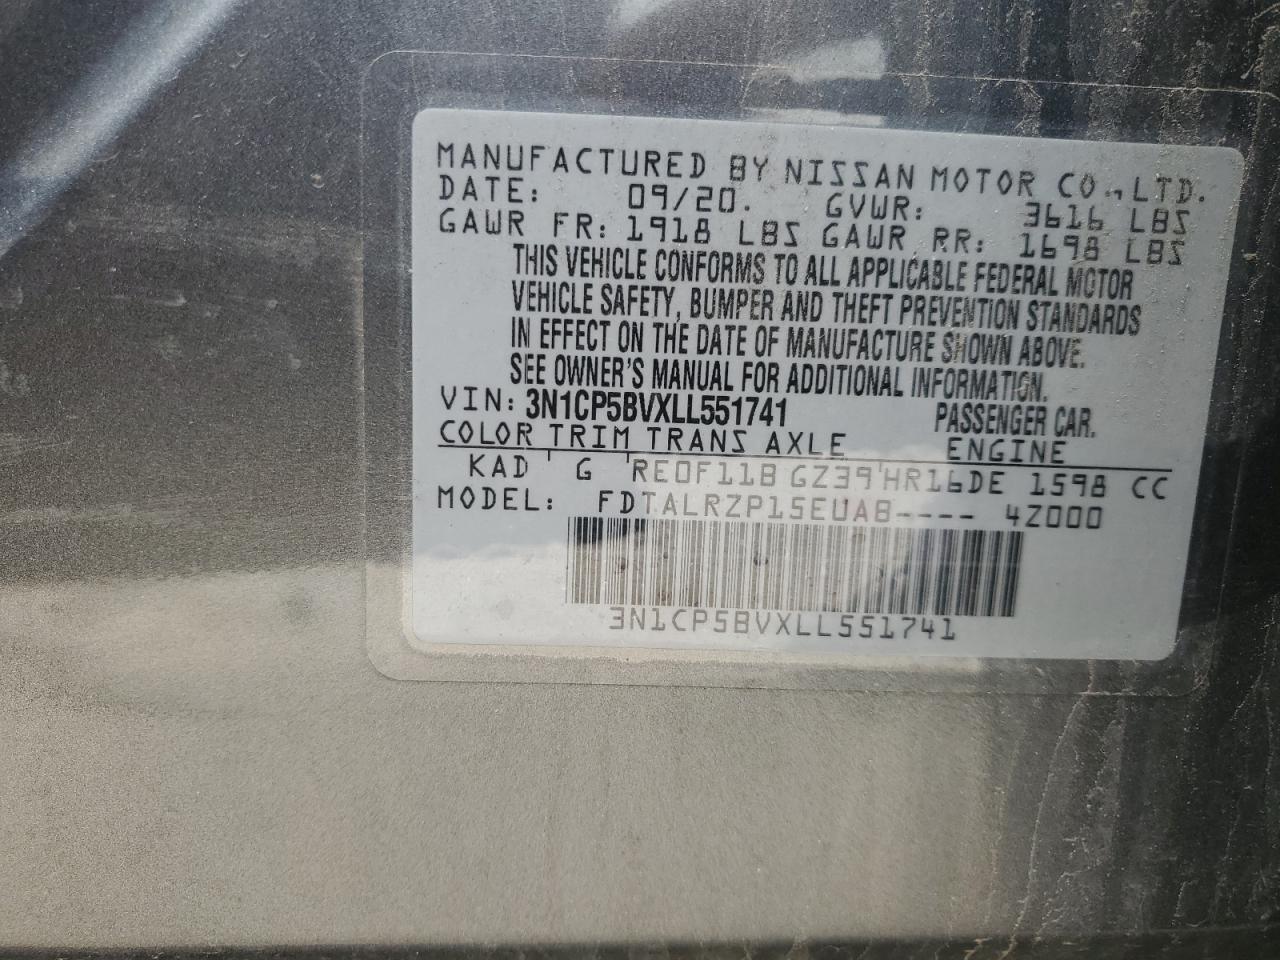 MANUFACTURED BY NISSAN MOTOR CO.,LTD.
DATE: 09/20. GVWR: 3616 LBS
GAWR FR: 1918 LBS GAWR RR: 1698 LBS
THIS VEHICLE CONFORMS TO ALL APPLICABLE FEDERAL MOTOR
VEHICLE SAFETY, BUMPER AND THEFT PREVENTION STANDARDS
IN EFFECT ON THE DATE OF MANUFACTURE SHOWN ABOVE.
SEE OWNER'S MANUAL FOR ADDITIONAL INFORMATION.
VIN: 3N1CP5BVXLL551741 PASSENGER CAR.
COLOR TRIM TRANS AXLE ENGINE
KAD G RE0F11B GZ39 HR16DE 1598 CC
MODEL: FDTALRZP15EUAB---- 4Z000
3N1CP5BVXLL551741